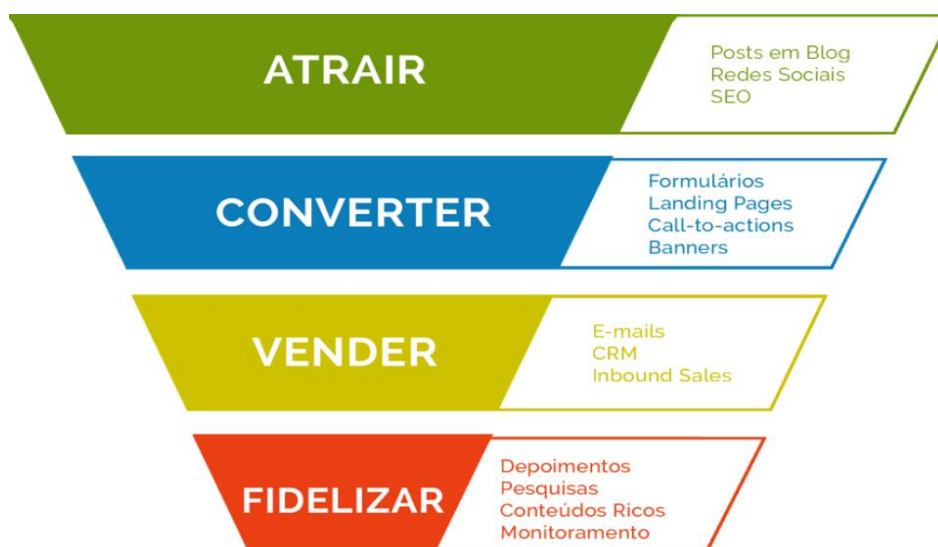 ATRAIR
Posts em Blog
Redes Sociais
SEO
CONVERTER
Formulários
Landing Pages
Call-to-actions
Banners
VENDER
E-mails
CRM
Inbound Sales
FIDELIZAR
Depoimentos
Pesquisas
Conteúdos Ricos
Monitoramento